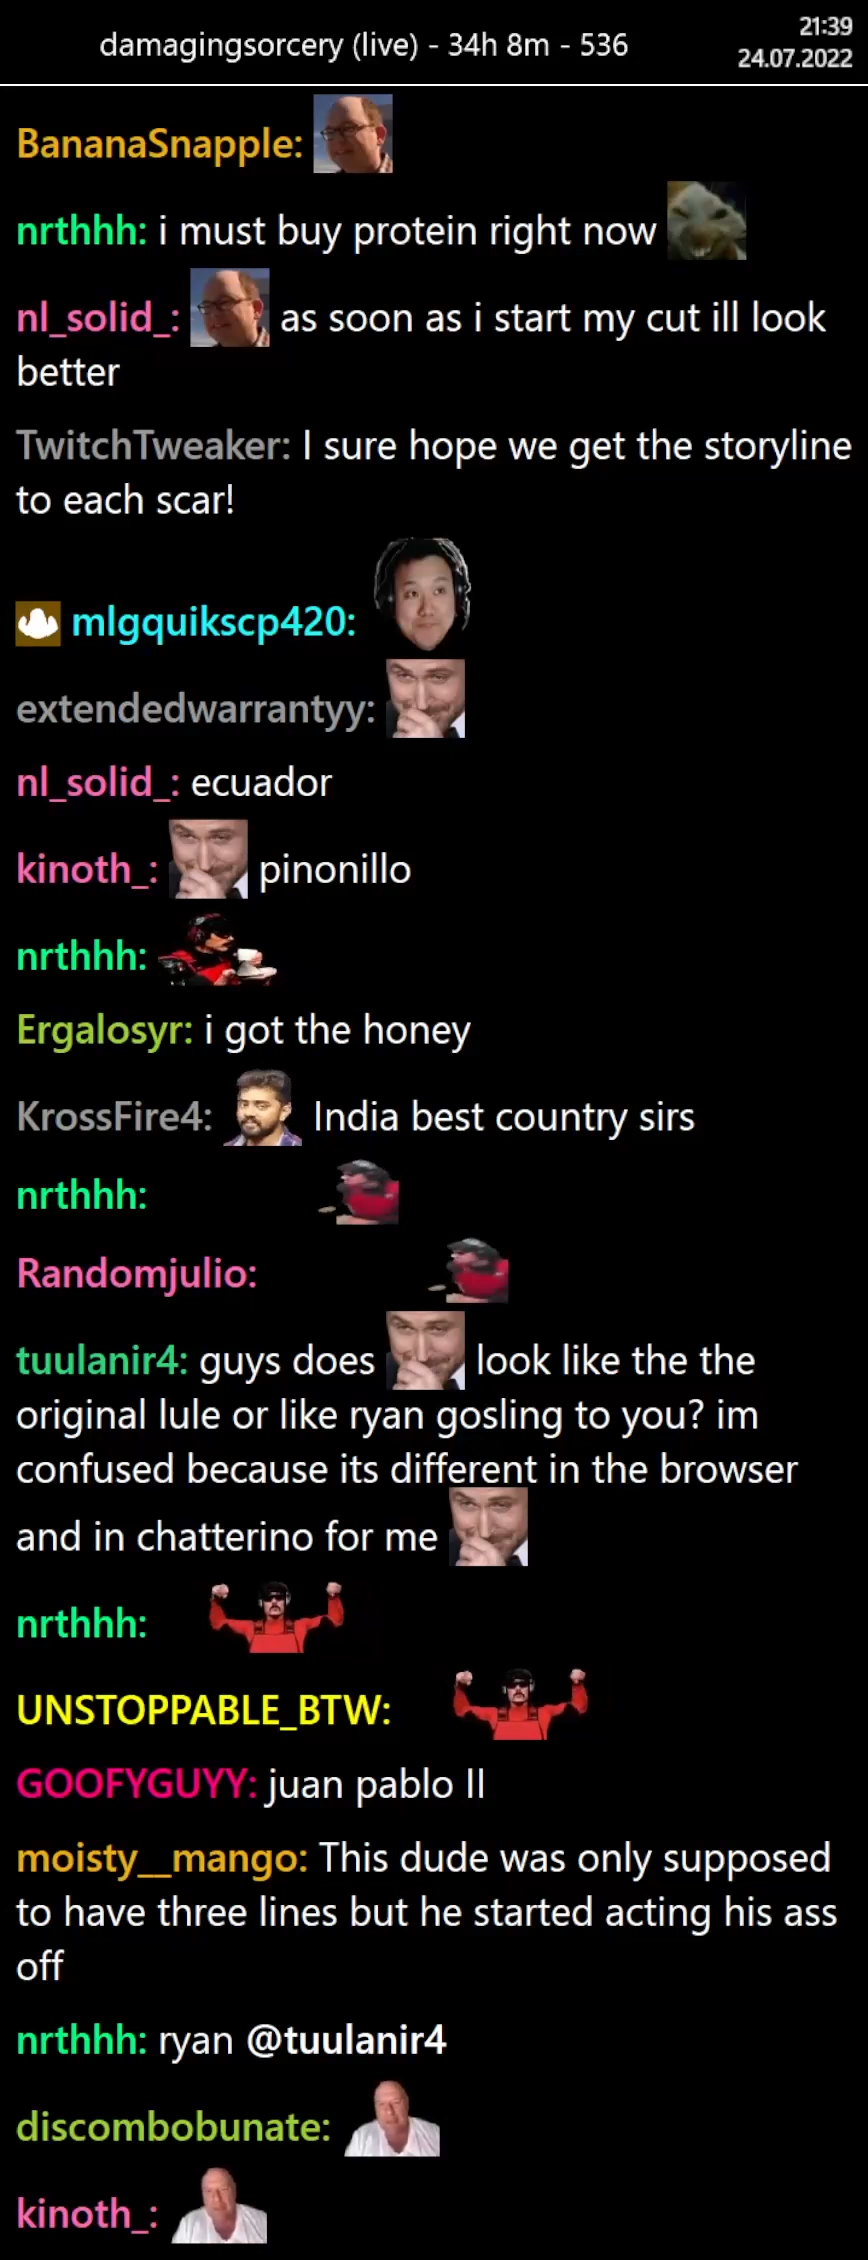 damagingsorcery (live) - 34h 8m - 536
21:39
24.07.2022
BananaSnapple:
nrthhh: i must buy protein right now
nl_solid_: as soon as i start my cut ill look
better
TwitchTweaker: I sure hope we get the storyline
to each scar!
mlgquikscp420:
extendedwarrantyy:
nl_solid_: ecuador
kinoth_: pinonillo
nrthhh:
Ergalosyr: i got the honey
KrossFire4: India best country sirs
nrthhh:
Randomjulio:
tuulanir4: guys does look like the the
original lule or like ryan gosling to you? im
confused because its different in the browser
and in chatterino for me
nrthhh:
UNSTOPPABLE_BTW:
GOOFYGUYY: juan pablo II
moisty__mango: This dude was only supposed
to have three lines but he started acting his ass
off
nrthhh: ryan @tuulanir4
discombobunate:
kinoth_: